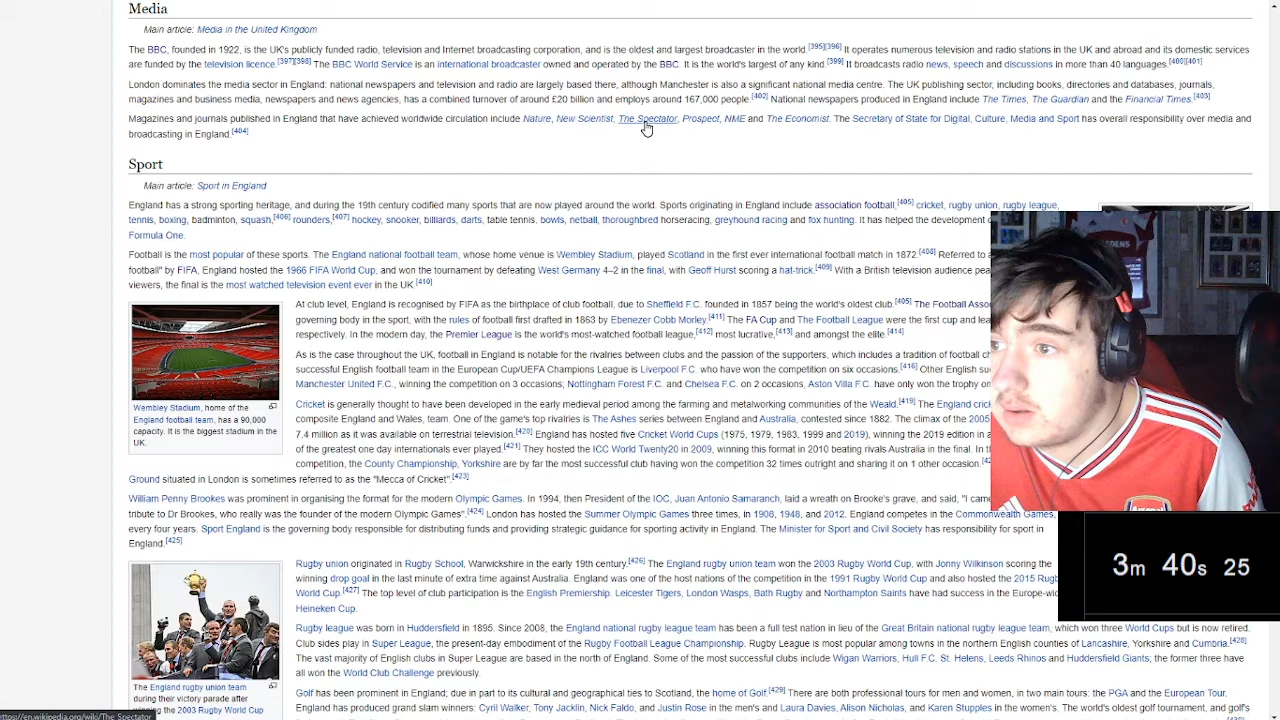 Media
Main article: Media in the United Kingdom
The BBC, founded in 1922, is the UK's publicly funded radio, television and Internet broadcasting corporation, and is the oldest and largest broadcaster in the world.[395][396] It operates numerous television and radio stations in the UK and abroad and its domestic services
are funded by the television licence.[397][398] The BBC World Service is an international broadcaster owned and operated by the BBC. It is the world's largest of any kind.[399] It broadcasts radio news, speech and discussions in more than 40 languages.[400][401]
London dominates the media sector in England: national newspapers and television and radio are largely based there, although Manchester is also a significant national media centre. The UK publishing sector, including books, directories and databases, journals,
magazines and business media, newspapers and news agencies, has a combined turnover of around £20 billion and employs around 167,000 people.[402] National newspapers produced in England include The Times, The Guardian and the Financial Times.[403]
Magazines and journals published in England that have achieved worldwide circulation include Nature, New Scientist, The Spectator, Prospect, NME and The Economist. The Secretary of State for Digital, Culture, Media and Sport has overall responsibility over media and
broadcasting in England.[404]
Sport
Main article: Sport in England
England has a strong sporting heritage, and during the 19th century codified many sports that are now played around the world. Sports originating in England include association football,[405] cricket, rugby union, rugby league,
tennis, boxing, badminton, squash,[406] rounders,[407] hockey, snooker, billiards, darts, table tennis, bowls, netball, thoroughbred horseracing, greyhound racing and fox hunting. It has helped the development
Formula One.
Football is the most popular of these sports. The England national football team, whose home venue is Wembley Stadium, played Scotland in the first ever international football match in 1872.[408] Referred to
football" by FIFA, England hosted the 1966 FIFA World Cup, and won the tournament by defeating West Germany 4–2 in the final, with Geoff Hurst scoring a hat-trick.[409] With a British television audience
viewers, the final is the most watched television event ever in the UK.[410]
At club level, England is recognised by FIFA as the birthplace of club football, due to Sheffield F.C. founded in 1857 being the world's oldest club.[405] The Football
governing body in the sport, with the rules of football first drafted in 1863 by Ebenezer Cobb Morley.[411] The FA Cup and The Football League were the first cup and
respectively. In the modern day, the Premier League is the world's most-watched football league,[412] most lucrative,[413] and amongst the elite.[414]
As is the case throughout the UK, football in England is notable for the rivalries between clubs and the passion of the supporters, which includes a tradition of football
successful English football team in the European Cup/UEFA Champions League is Liverpool F.C. who have won the competition on six occasions.[416] Other English
Manchester United F.C., winning the competition on 3 occasions, Nottingham Forest F.C. and Chelsea F.C. on 2 occasions, Aston Villa F.C. have only won the trophy
Wembley Stadium, home of the
England football team, has a 90,000
capacity. It is the biggest stadium in the
UK.
Cricket is generally thought to have been developed in the early medieval period among the farming and metalworking communities of the Weald.[419] The England
composite England and Wales, team. One of the game's top rivalries is The Ashes series between England and Australia, contested since 1882. The climax of the 2005
7.4 million as it was available on terrestrial television.[420] England has hosted five Cricket World Cups (1975, 1979, 1983, 1999 and 2019), winning the 2019 edition in
of the greatest one day internationals ever played.[421] They hosted the ICC World Twenty20 in 2009, winning this format in 2010 beating rivals Australia in the final. In
competition, the County Championship, Yorkshire are by far the most successful club having won the competition 32 times outright and sharing it on 1 other occasion.
Ground situated in London is sometimes referred to as the "Mecca of Cricket".[423]
William Penny Brookes was prominent in organising the format for the modern Olympic Games. In 1994, then President of the IOC, Juan Antonio Samaranch, laid a wreath on Brooke's grave, and said, "I came
tribute to Dr Brookes, who really was the founder of the modern Olympic Games".[424] London has hosted the Summer Olympic Games three times, in 1908, 1948, and 2012. England competes in the Commonwealth Games,
every four years. Sport England is the governing body responsible for distributing funds and providing strategic guidance for sporting activity in England. The Minister for Sport and Civil Society has responsibility for sport in
England.[425]
Rugby union originated in Rugby School, Warwickshire in the early 19th century.[426] The England rugby union team won the 2003 Rugby World Cup, with Jonny Wilkinson scoring the
winning drop goal in the last minute of extra time against Australia. England was one of the host nations of the competition in the 1991 Rugby World Cup and also hosted the 2015
World Cup.[427] The top level of club participation is the English Premiership. Leicester Tigers, London Wasps, Bath Rugby and Northampton Saints have had success in the
Heineken Cup.
Rugby league was born in Huddersfield in 1895. Since 2008, the England national rugby league team has been a full test nation in lieu of the Great Britain national rugby league team, which won three World Cups but is now retired.
Club sides play in Super League, the present-day embodiment of the Rugby Football League Championship. Rugby League is most popular among towns in the northern English counties of Lancashire, Yorkshire and Cumbria.[428]
The vast majority of English clubs in Super League are based in the north of England. Some of the most successful clubs include Wigan Warriors, Hull F.C. St. Helens, Leeds Rhinos and Huddersfield Giants; the former three have
all won the World Club Challenge previously.
The England rugby union team
during their victory parade after
winning the 2003 Rugby World Cup
Golf has been prominent in England; due in part to its cultural and geographical ties to Scotland, the home of Golf.[429] There are both professional tours for men and women, in two main tours: the PGA and the European Tour.
England has produced grand slam winners: Cyril Walker, Tony Jacklin, Nick Faldo, and Justin Rose in the men's and Laura Davies, Alison Nicholas, and Karen Stupples in the women's. The world's oldest golf tournament, and golf's
https://en.wikipedia.org/wiki/The_Spectator
Arsenal
3m 40s 25